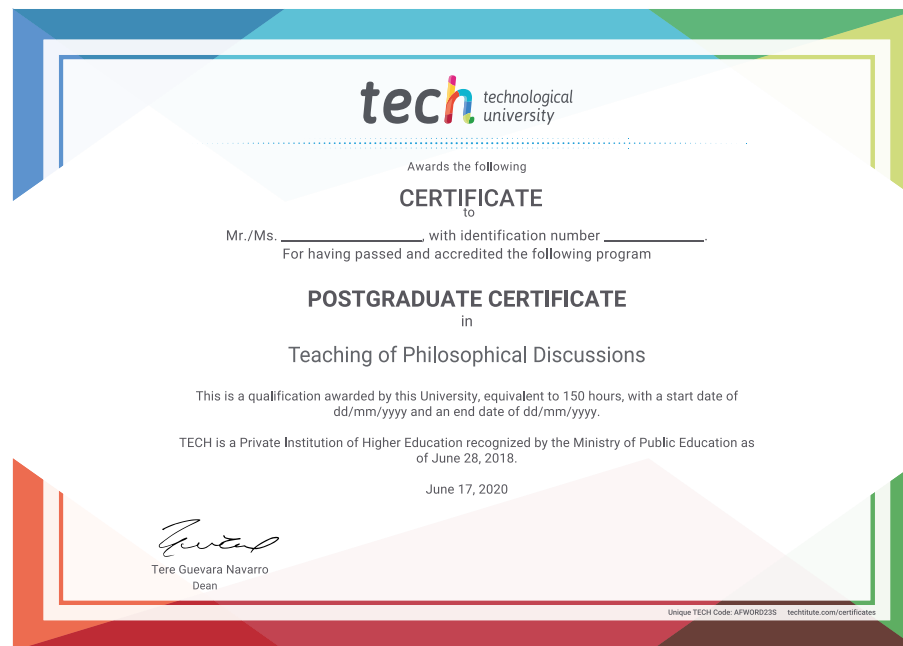 tech technological
university
Awards the following
CERTIFICATE
to
Mr./Ms. ____________________, with identification number ______________.
For having passed and accredited the following program
POSTGRADUATE CERTIFICATE
in
Teaching of Philosophical Discussions
This is a qualification awarded by this University, equivalent to 150 hours, with a start date of
dd/mm/yyyy and an end date of dd/mm/yyyy.
TECH is a Private Institution of Higher Education recognized by the Ministry of Public Education as
of June 28, 2018.
June 17, 2020
Tere Guevara Navarro
Dean
Unique TECH Code: AFWORD23S techtitute.com/certificates